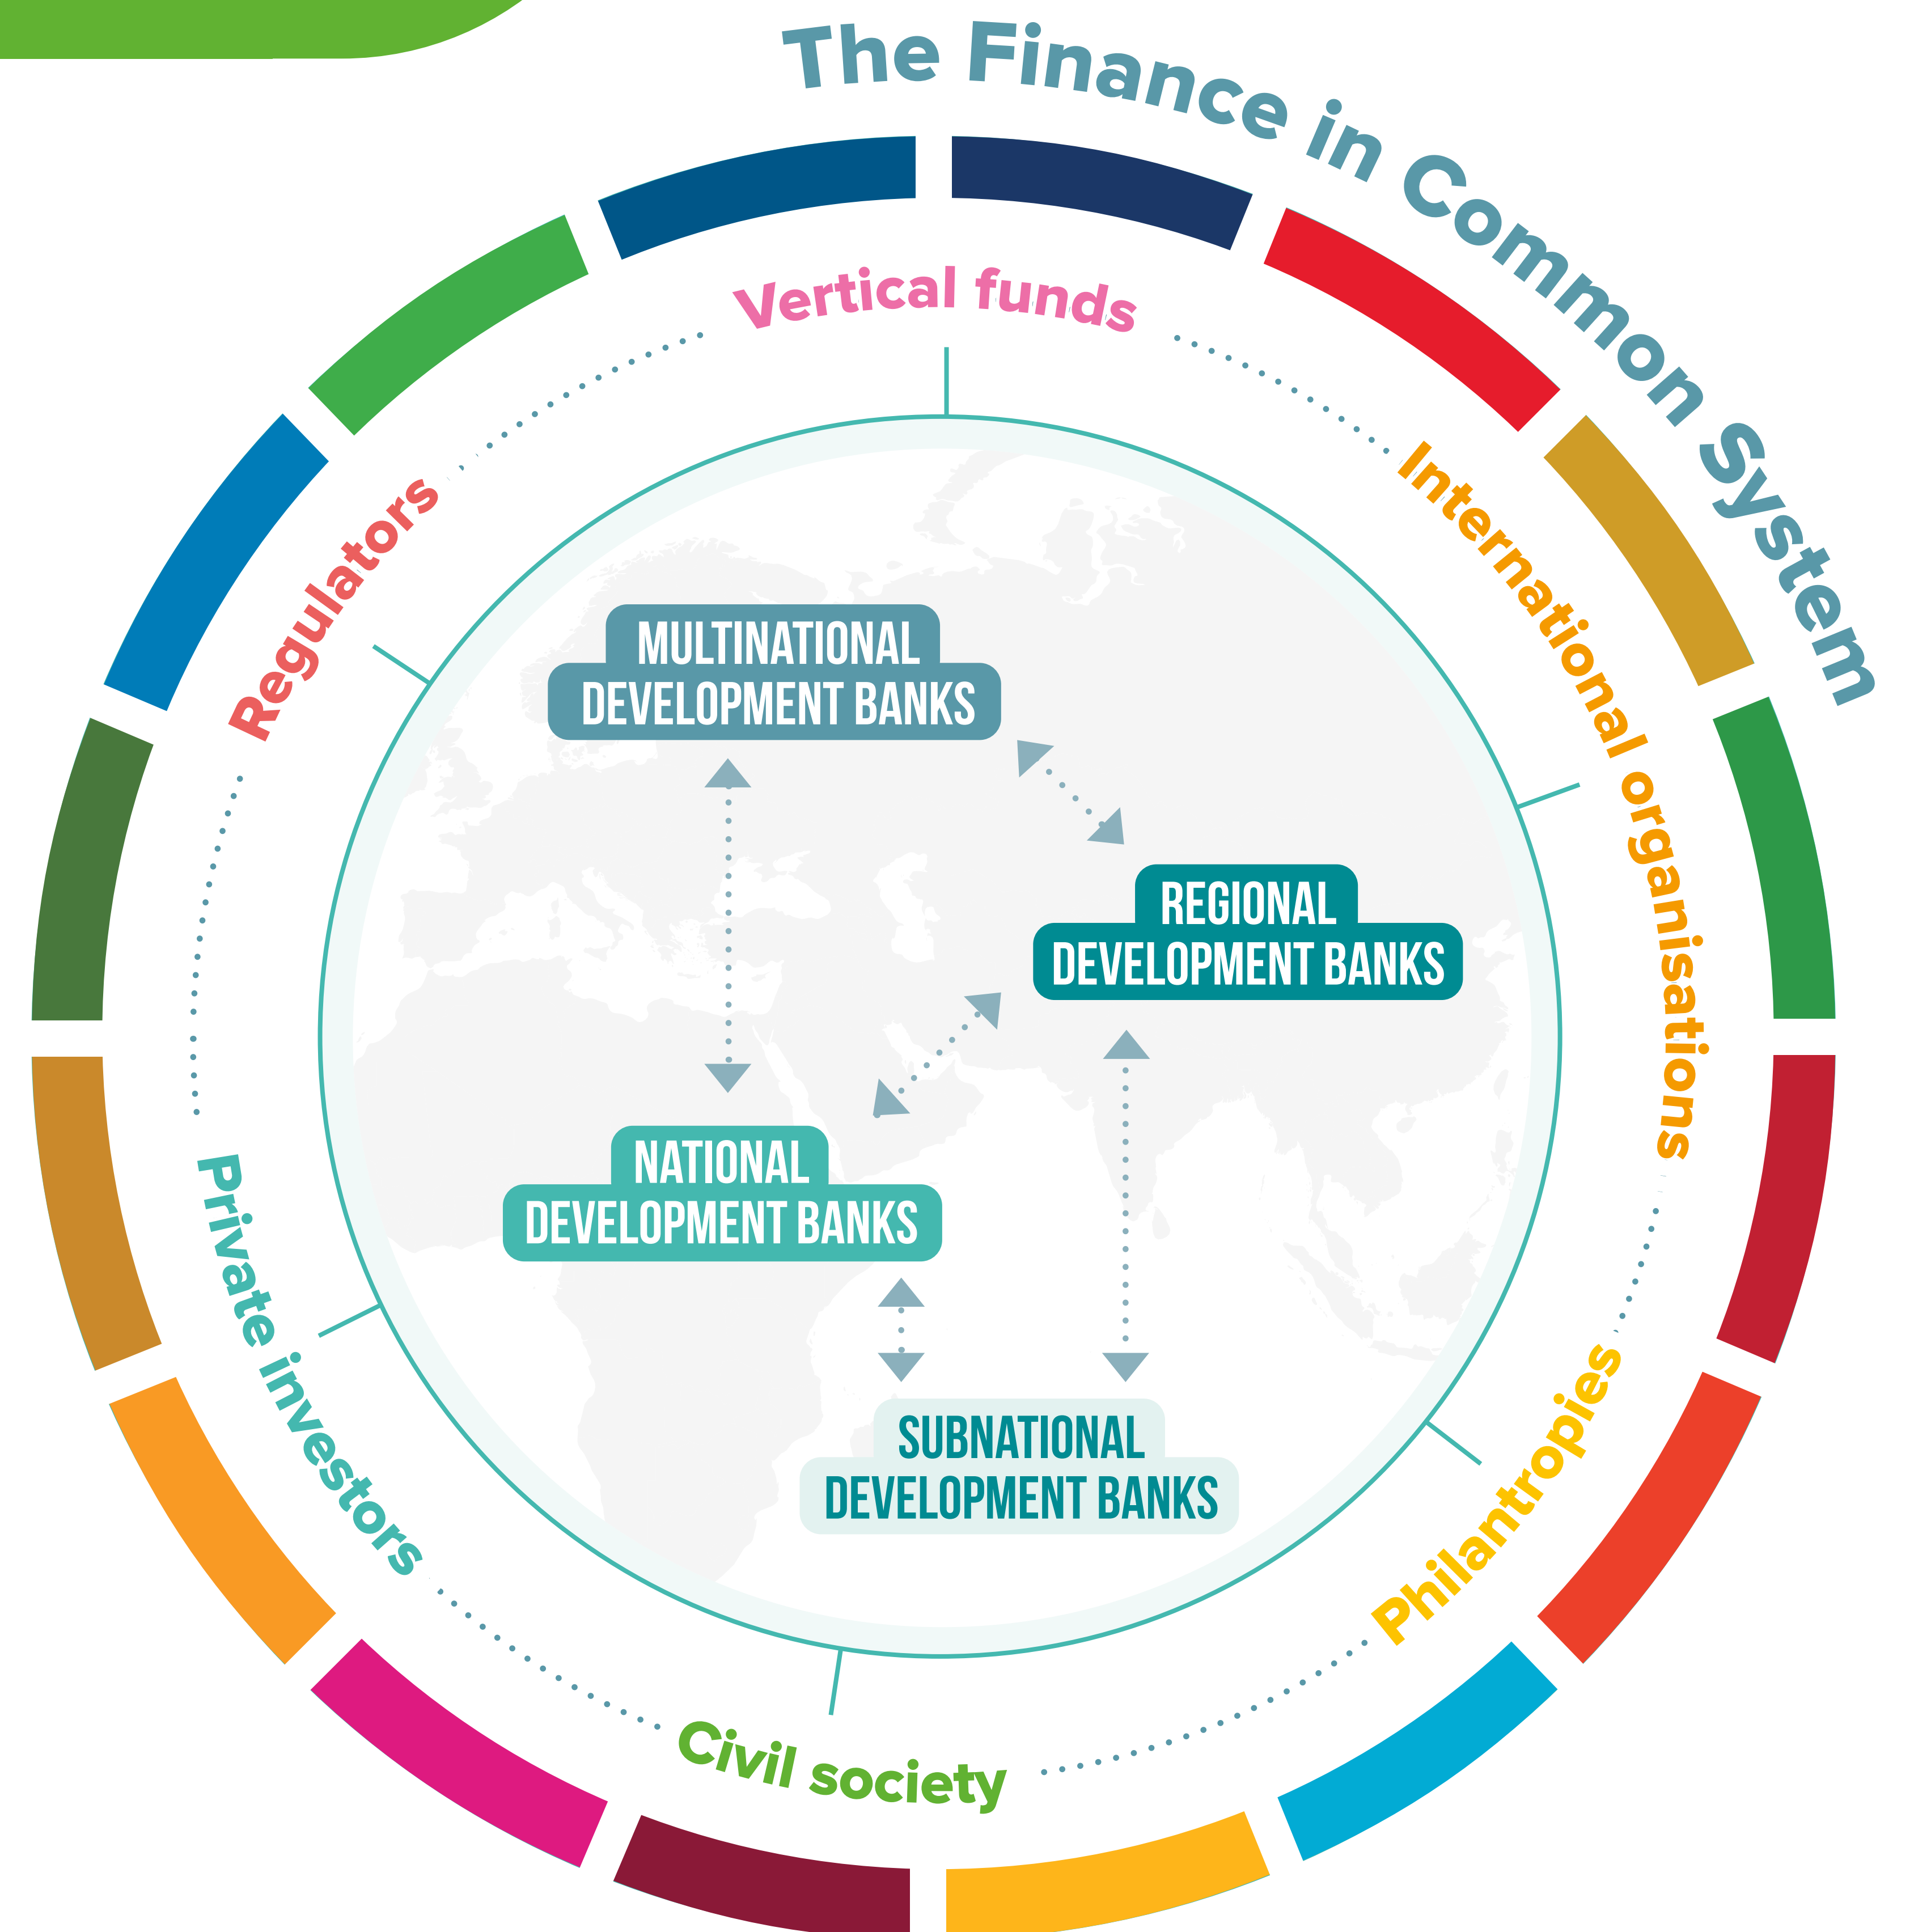 The Finance in Common System
Vertical funds
International organisations
Regulators
MULTINATIONAL
DEVELOPMENT BANKS
REGIONAL
DEVELOPMENT BANKS
NATIONAL
DEVELOPMENT BANKS
SUBNATIONAL
DEVELOPMENT BANKS
Private investors
Philantropies
Civil society